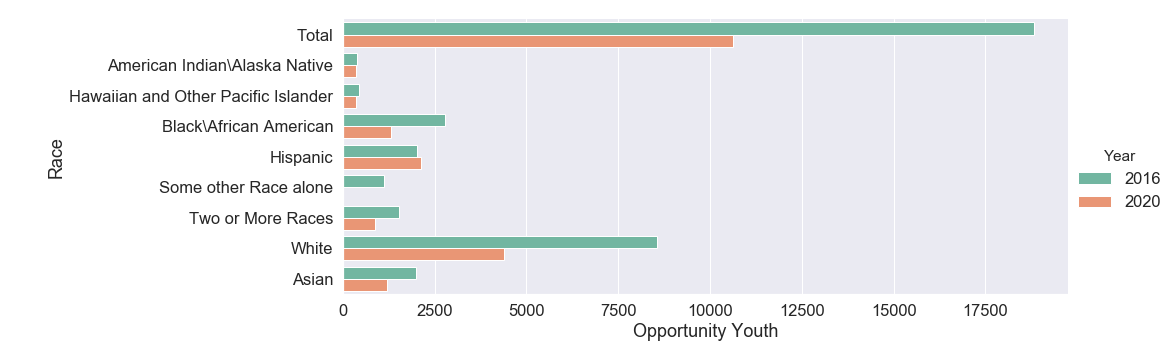 Total
American Indian\Alaska Native
Hawaiian and Other Pacific Islander
Black\African American
Hispanic
Some other Race alone
Two or More Races
White
Asian
Race
0 2500 5000 7500 10000 12500 15000 17500
Opportunity Youth
Year
2016
2020